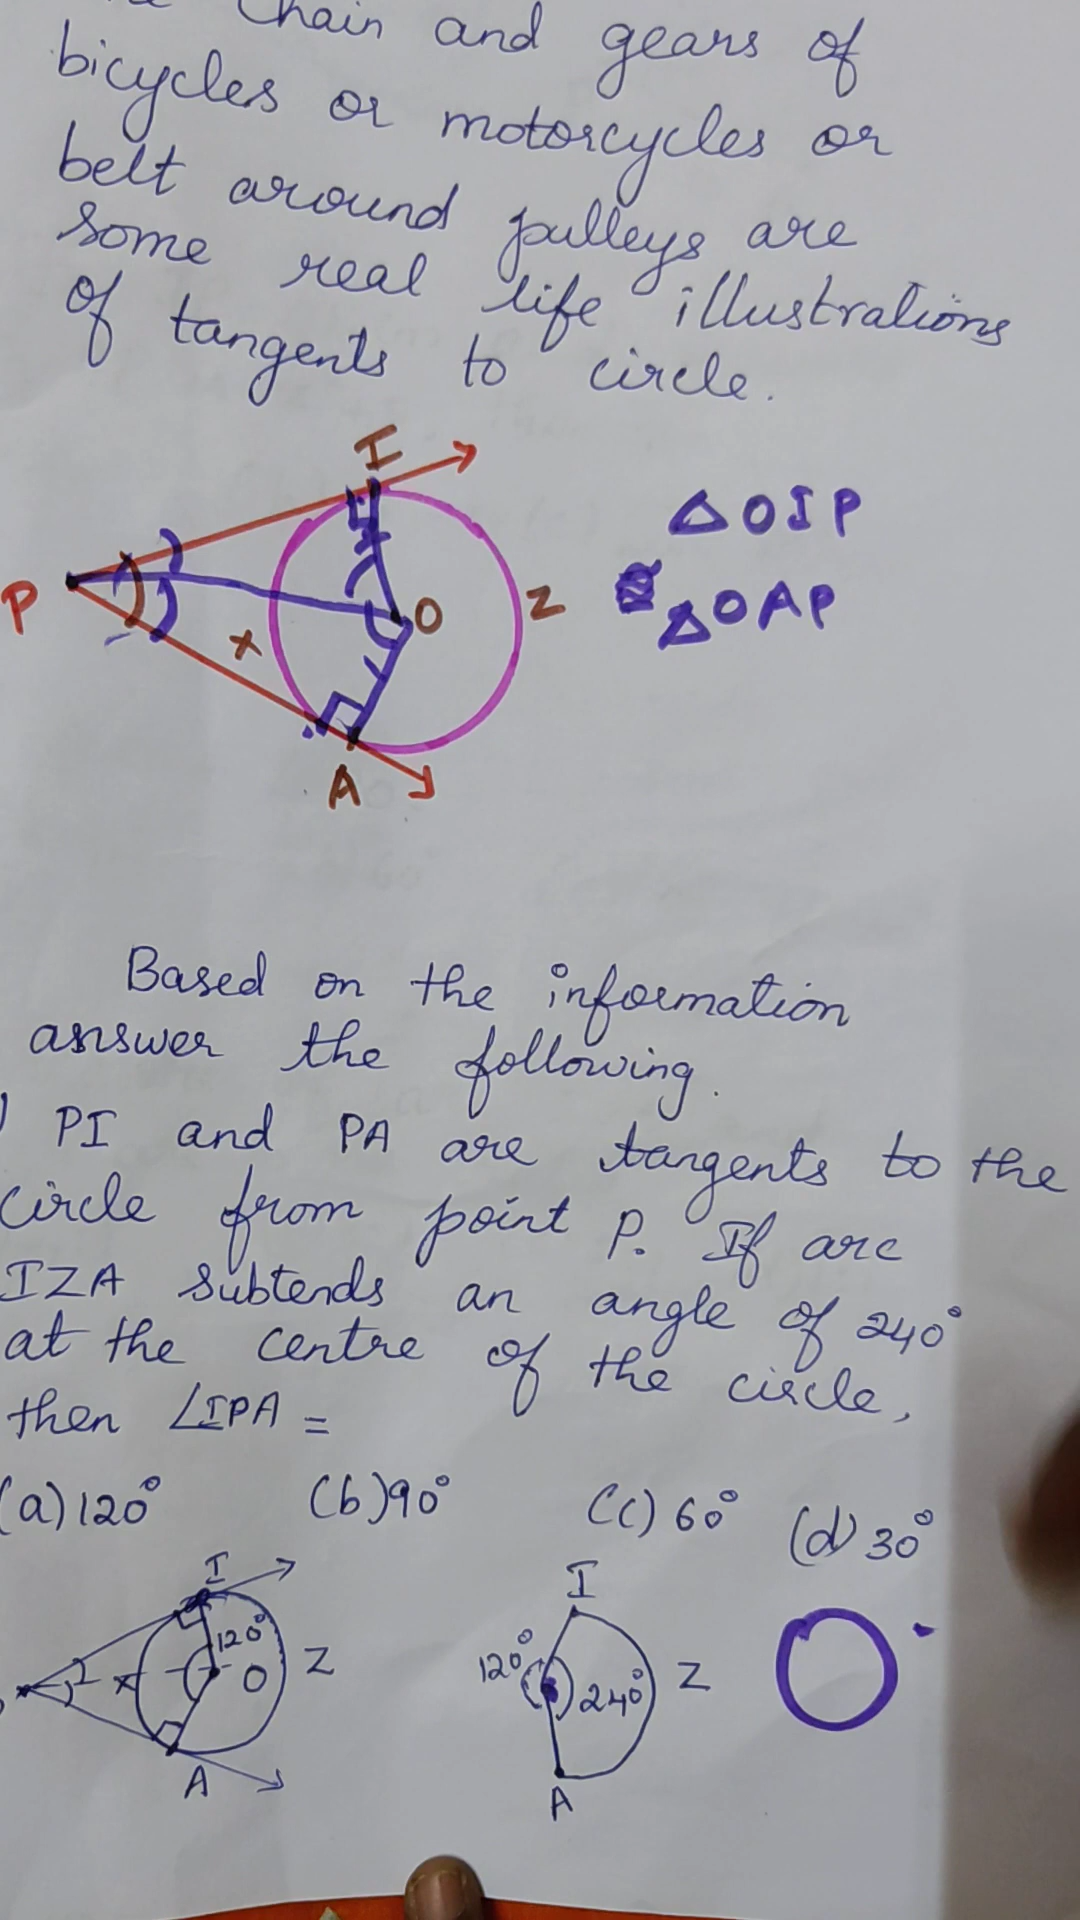 Chain and gears of
bicycles or motorcycles or
belt around pulleys are
some real life illustrations
of tangents to circle.
I
P
O
Z
X
A
△OIP
△OAP
Based on the information
answer the following.
) PI and PA are tangents to the
circle from point P. If arc
IZA subtends an angle of 240°
at the centre of the circle,
then ∠IPA =
(a) 120° (b) 90° (c) 60° (d) 30°
I
120°
X
O
Z
A
I
120°
240°
Z
A